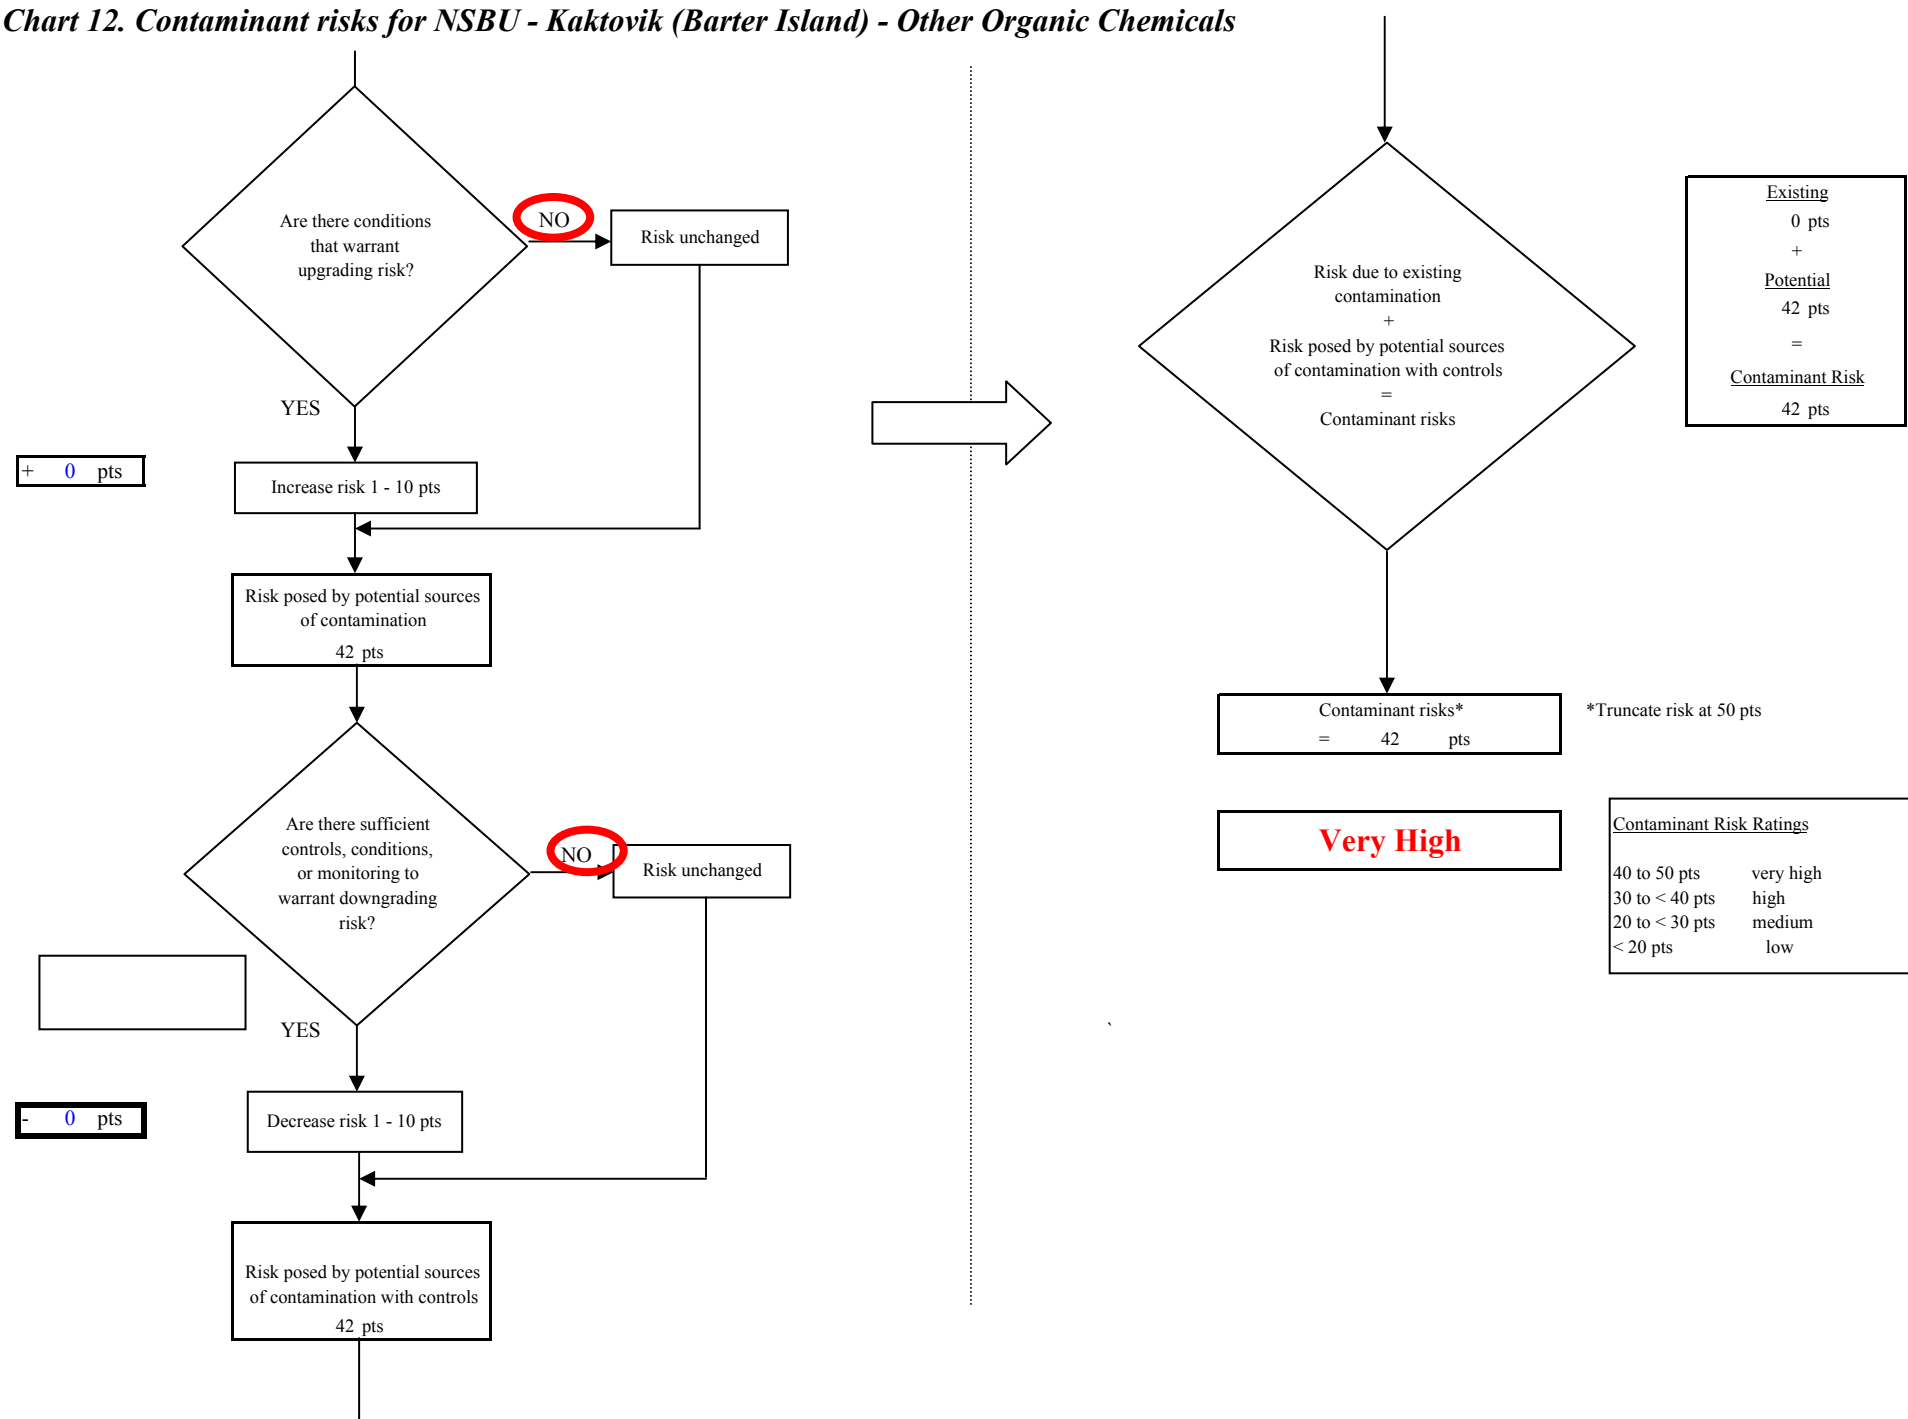 Chart 12. Contaminant risks for NSBU - Kaktovik (Barter Island) - Other Organic Chemicals
Are there conditions
that warrant
upgrading risk?
NO
Risk unchanged
YES
+ 0 pts
Increase risk 1 - 10 pts
Risk posed by potential sources
of contamination
42 pts
Are there sufficient
controls, conditions,
or monitoring to
warrant downgrading
risk?
NO
Risk unchanged
YES
- 0 pts
Decrease risk 1 - 10 pts
Risk posed by potential sources
of contamination with controls
42 pts
Risk due to existing
contamination
+
Risk posed by potential sources
of contamination with controls
=
Contaminant risks
Existing
0 pts
+
Potential
42 pts
=
Contaminant Risk
42 pts
Contaminant risks*
= 42 pts
*Truncate risk at 50 pts
Very High
Contaminant Risk Ratings
40 to 50 pts very high
30 to < 40 pts high
20 to < 30 pts medium
< 20 pts low
`